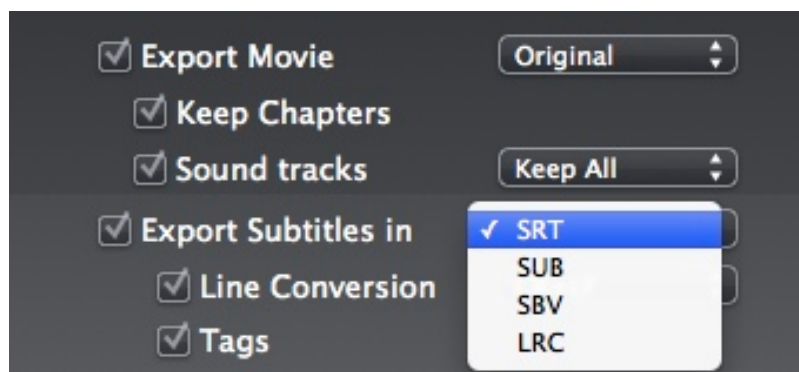 Export Movie Original
Keep Chapters
Sound tracks Keep All
Export Subtitles in SRT
SUB
Line Conversion
SBV
Tags LRC